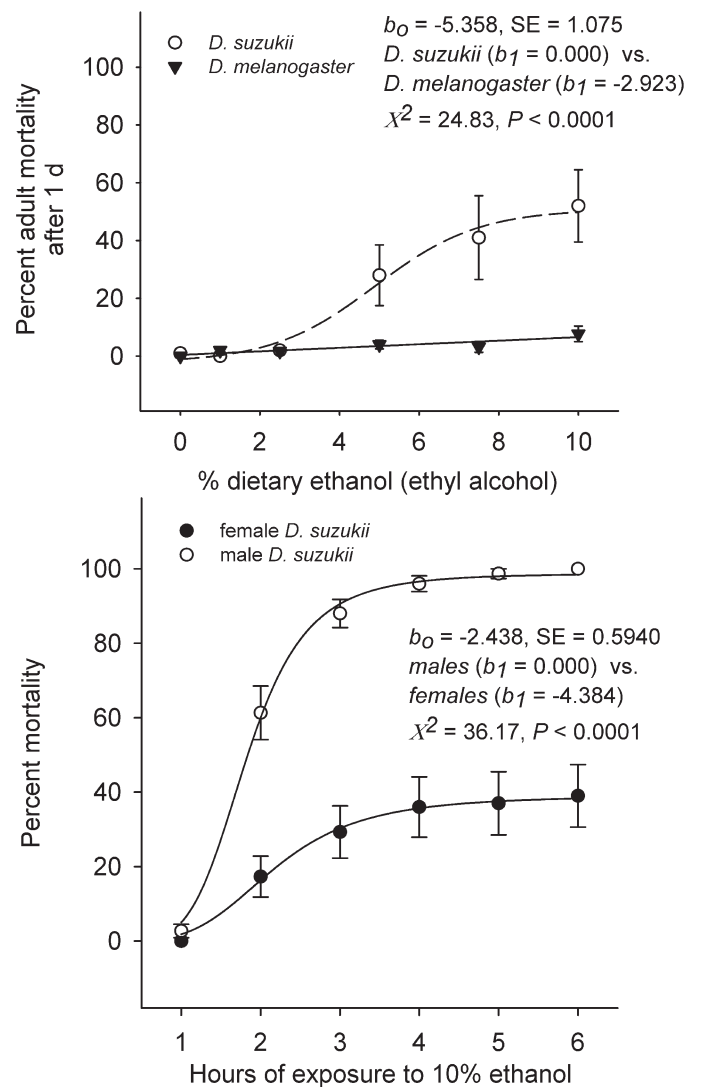 b0 = -5.358, SE = 1.075
D. suzukii (b1 = 0.000) vs.
D. melanogaster (b1 = -2.923)
X2 = 24.83, P < 0.0001
D. suzukii
D. melanogaster
Percent adult mortality
after 1 d
100
80
60
40
20
0
0 2 4 6 8 10
% dietary ethanol (ethyl alcohol)
female D. suzukii
male D. suzukii
Percent mortality
100
80
60
40
20
0
bo = -2.438, SE = 0.5940
males (b1 = 0.000) vs.
females (b1 = -4.384)
X2 = 36.17, P < 0.0001
1 2 3 4 5 6
Hours of exposure to 10% ethanol